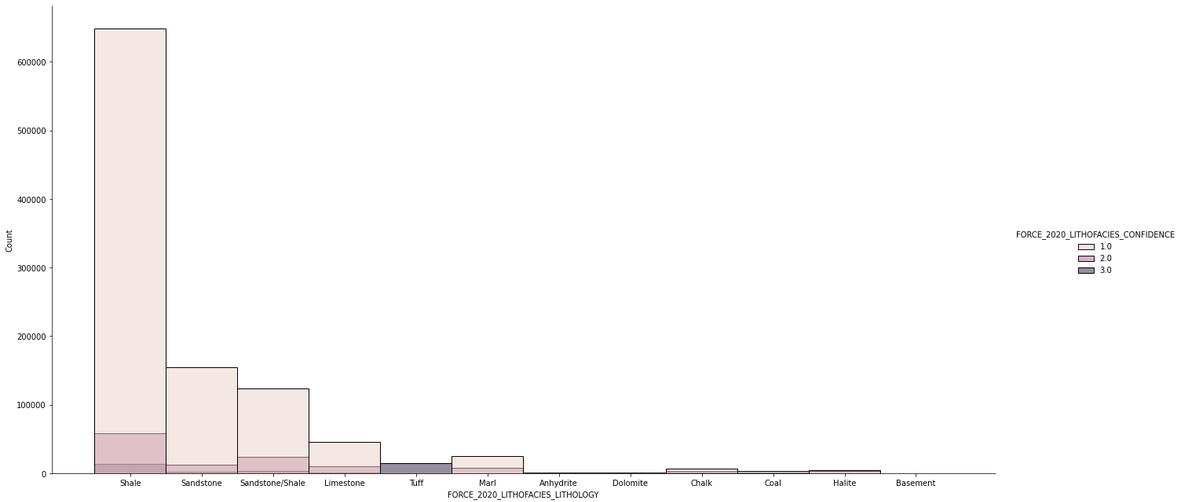 600000
500000
400000
300000
200000
100000
0
Count
Shale Sandstone Sandstone/Shale Limestone Tuff Marl Anhydrite Dolomite Chalk Coal Halite Basement
FORCE_2020_LITHOFACIES_LITHOLOGY
FORCE_2020_LITHOFACIES_CONFIDENCE
1.0
2.0
3.0